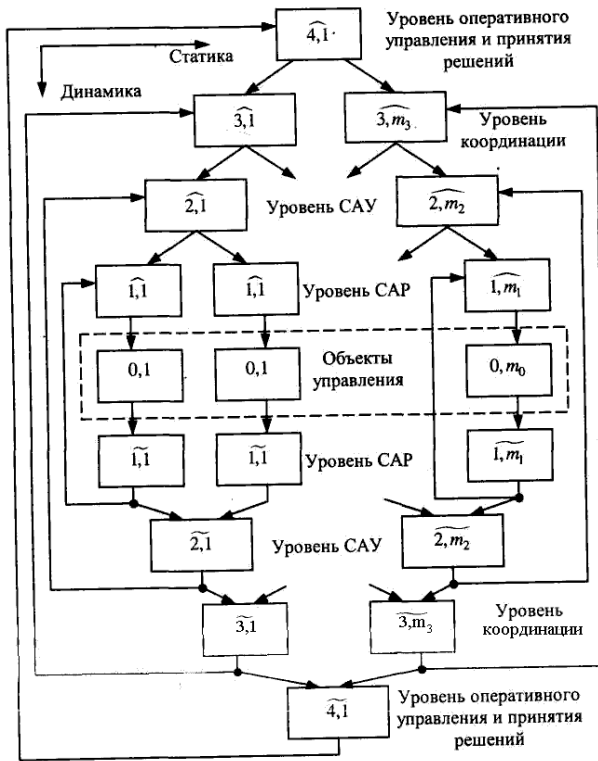 4,1
Уровень оперативного
управления и принятия
решений
Статика
Динамика
3,1
3,m₃
Уровень
координации
2,1
Уровень САУ
2,m₂
1,1
1,1
Уровень САР
1,m₁
0,1
0,1
Объекты
управления
0,m₀
1,1
1,1
Уровень САР
1,m₁
2,1
Уровень САУ
2,m₂
3,1
3,m₃
Уровень
координации
4,1
Уровень оперативного
управления и принятия
решений